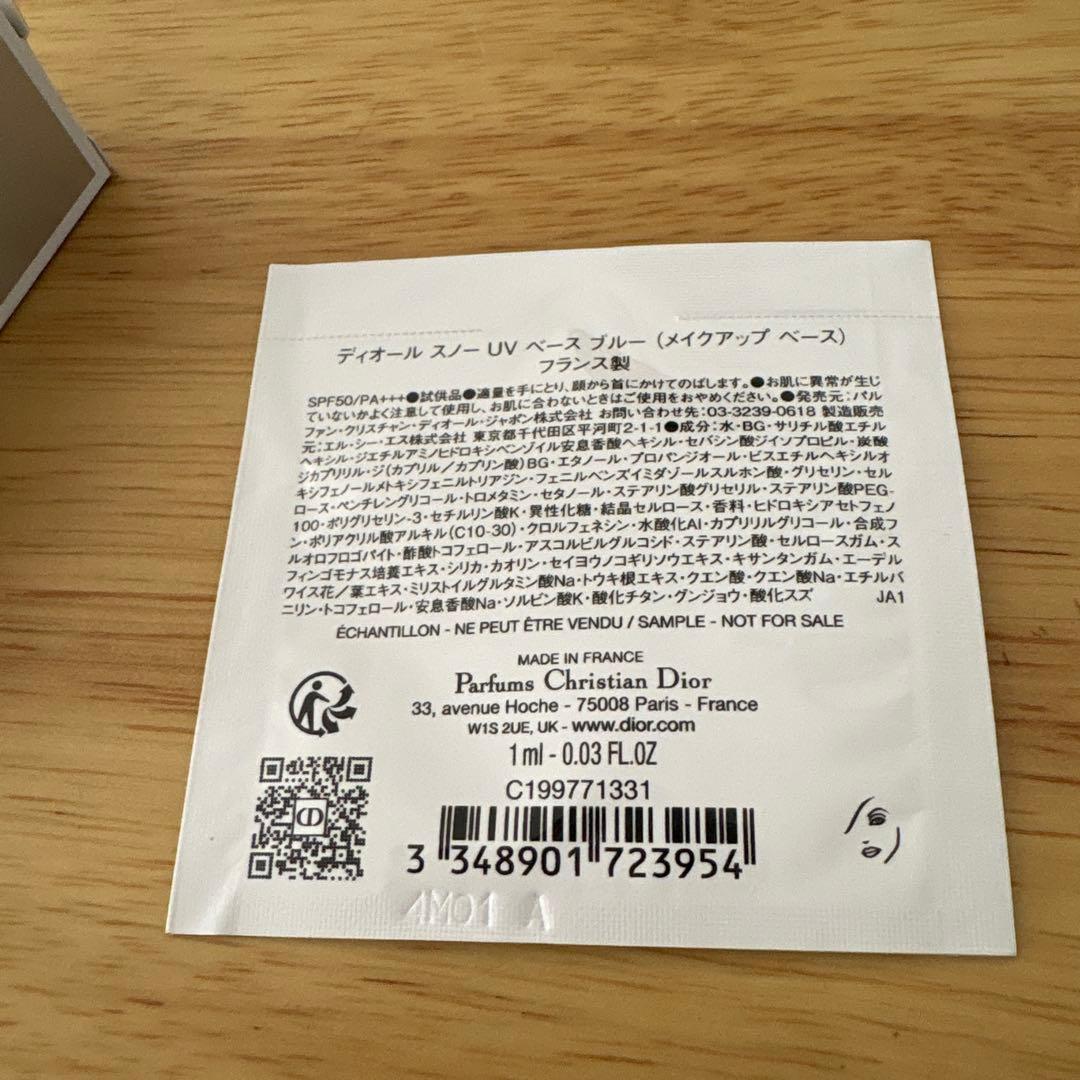 ディオール スノー UV ベース ブルー（メイクアップ ベース）
フランス製
SPF50/PA+++●試供品●適量を手にとり、顔から首にかけてのばします。●お肌に異常が生じ
ていないかよく注意して使用し、お肌に合わないときはご使用をおやめください。●発売元：パル
ファン・クリスチャン・ディオール・ジャポン株式会社 お問い合わせ先：03-3239-0618 製造販売
元：エル・シー・エス株式会社 東京都千代田区平河町2-1-1●成分：水・BG・サリチル酸エチル
ヘキシル・ジエチルアミノヒドロキシベンゾイル安息香酸ヘキシル・セバシン酸ジイソプロピル・炭酸
ジカプリリル・ジ（カプリル／カプリン酸）BG・エタノール・プロパンジオール・ビスエチルヘキシルオ
キシフェノールメトキシフェニルトリアジン・フェニルベンズイミダゾールスルホン酸・グリセリン・セル
ロース・ペンチレングリコール・トロメタミン・セタノール・ステアリン酸グリセリル・ステアリン酸PEG-
100・ポリグリセリン-3・セチルリン酸K・異性化糖・結晶セルロース・香料・ヒドロキシアセトフェノ
ン・ポリアクリル酸アルキル（C10-30）・クロルフェネシン・水酸化Al・カプリリルグリコール・合成フ
ルオロフロゴパイト・酢酸トコフェロール・アスコルビルグルコシド・ステアリン酸・セルロースガム・ス
フィンゴモナス培養エキス・シリカ・カオリン・セイヨウノコギリソウエキス・キサンタンガム・エーデル
ワイス花／葉エキス・ミリストイルグルタミン酸Na・トウキ根エキス・クエン酸・クエン酸Na・エチルバ
ニリン・トコフェロール・安息香酸Na・ソルビン酸K・酸化チタン・グンジョウ・酸化スズ JA1
ÉCHANTILLON - NE PEUT ÊTRE VENDU / SAMPLE - NOT FOR SALE
MADE IN FRANCE
Parfums Christian Dior
33, avenue Hoche - 75008 Paris - France
W1S 2UE, UK - www.dior.com
1 ml - 0.03 FL.OZ
C199771331
CD
3 348901 723954
4M01 A